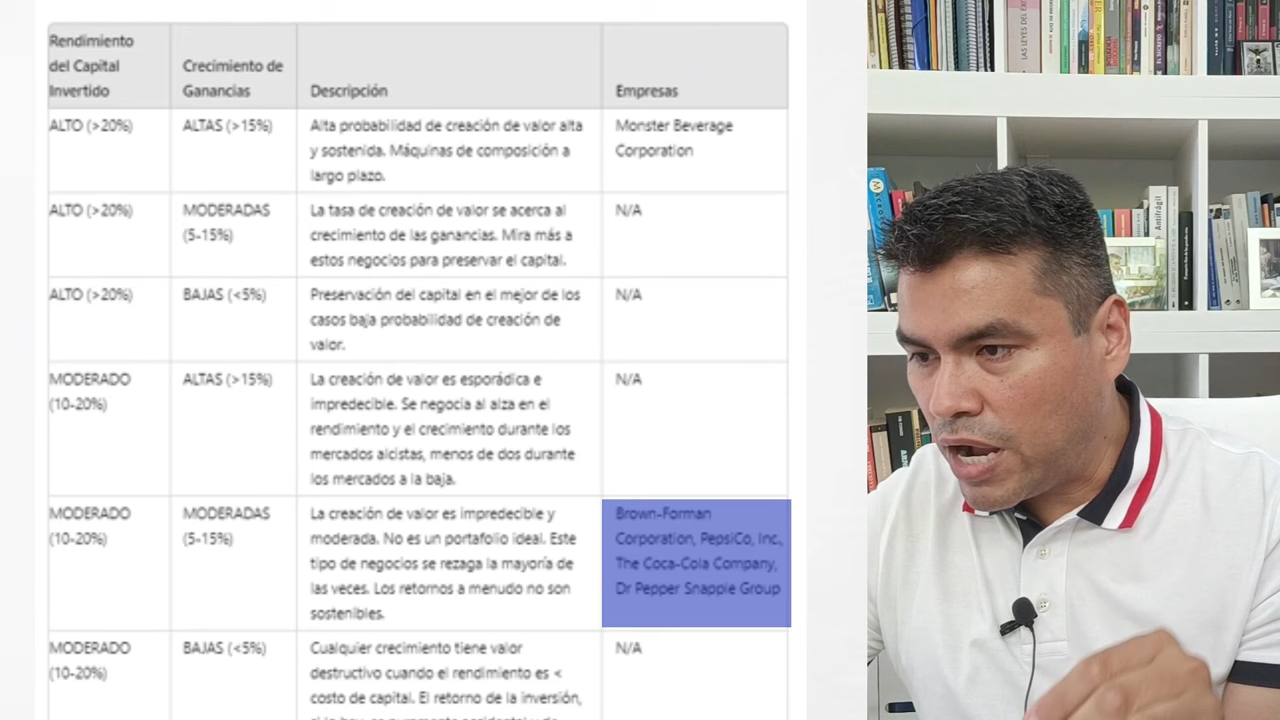 Rendimiento
del Capital
Invertido
Crecimiento de
Ganancias
Descripción
Empresas
ALTO (>20%)
ALTAS (>15%)
Alta probabilidad de creación de valor alta
y sostenida. Máquinas de composición a
largo plazo.
Monster Beverage
Corporation
ALTO (>20%)
MODERADAS
(5-15%)
La tasa de creación de valor se acerca al
crecimiento de las ganancias. Mira más a
estos negocios para preservar el capital.
N/A
ALTO (>20%)
BAJAS (<5%)
Preservación del capital en el mejor de los
casos baja probabilidad de creación de
valor.
N/A
MODERADO
(10-20%)
ALTAS (>15%)
La creación de valor es esporádica e
impredecible. Se negocia al alza en el
rendimiento y el crecimiento durante los
mercados alcistas, menos de dos durante
los mercados a la baja.
N/A
MODERADO
(10-20%)
MODERADAS
(5-15%)
La creación de valor es impredecible y
moderada. No es un portafolio ideal. Este
tipo de negocios se rezaga la mayoría de
las veces. Los retornos a menudo no son
sostenibles.
Brown-Forman
Corporation, PepsiCo, Inc.,
The Coca-Cola Company,
Dr Pepper Snapple Group
MODERADO
(10-20%)
BAJAS (<5%)
Cualquier crecimiento tiene valor
destructivo cuando el rendimiento es <
costo de capital. El retorno de la inversión,
Antifrágil